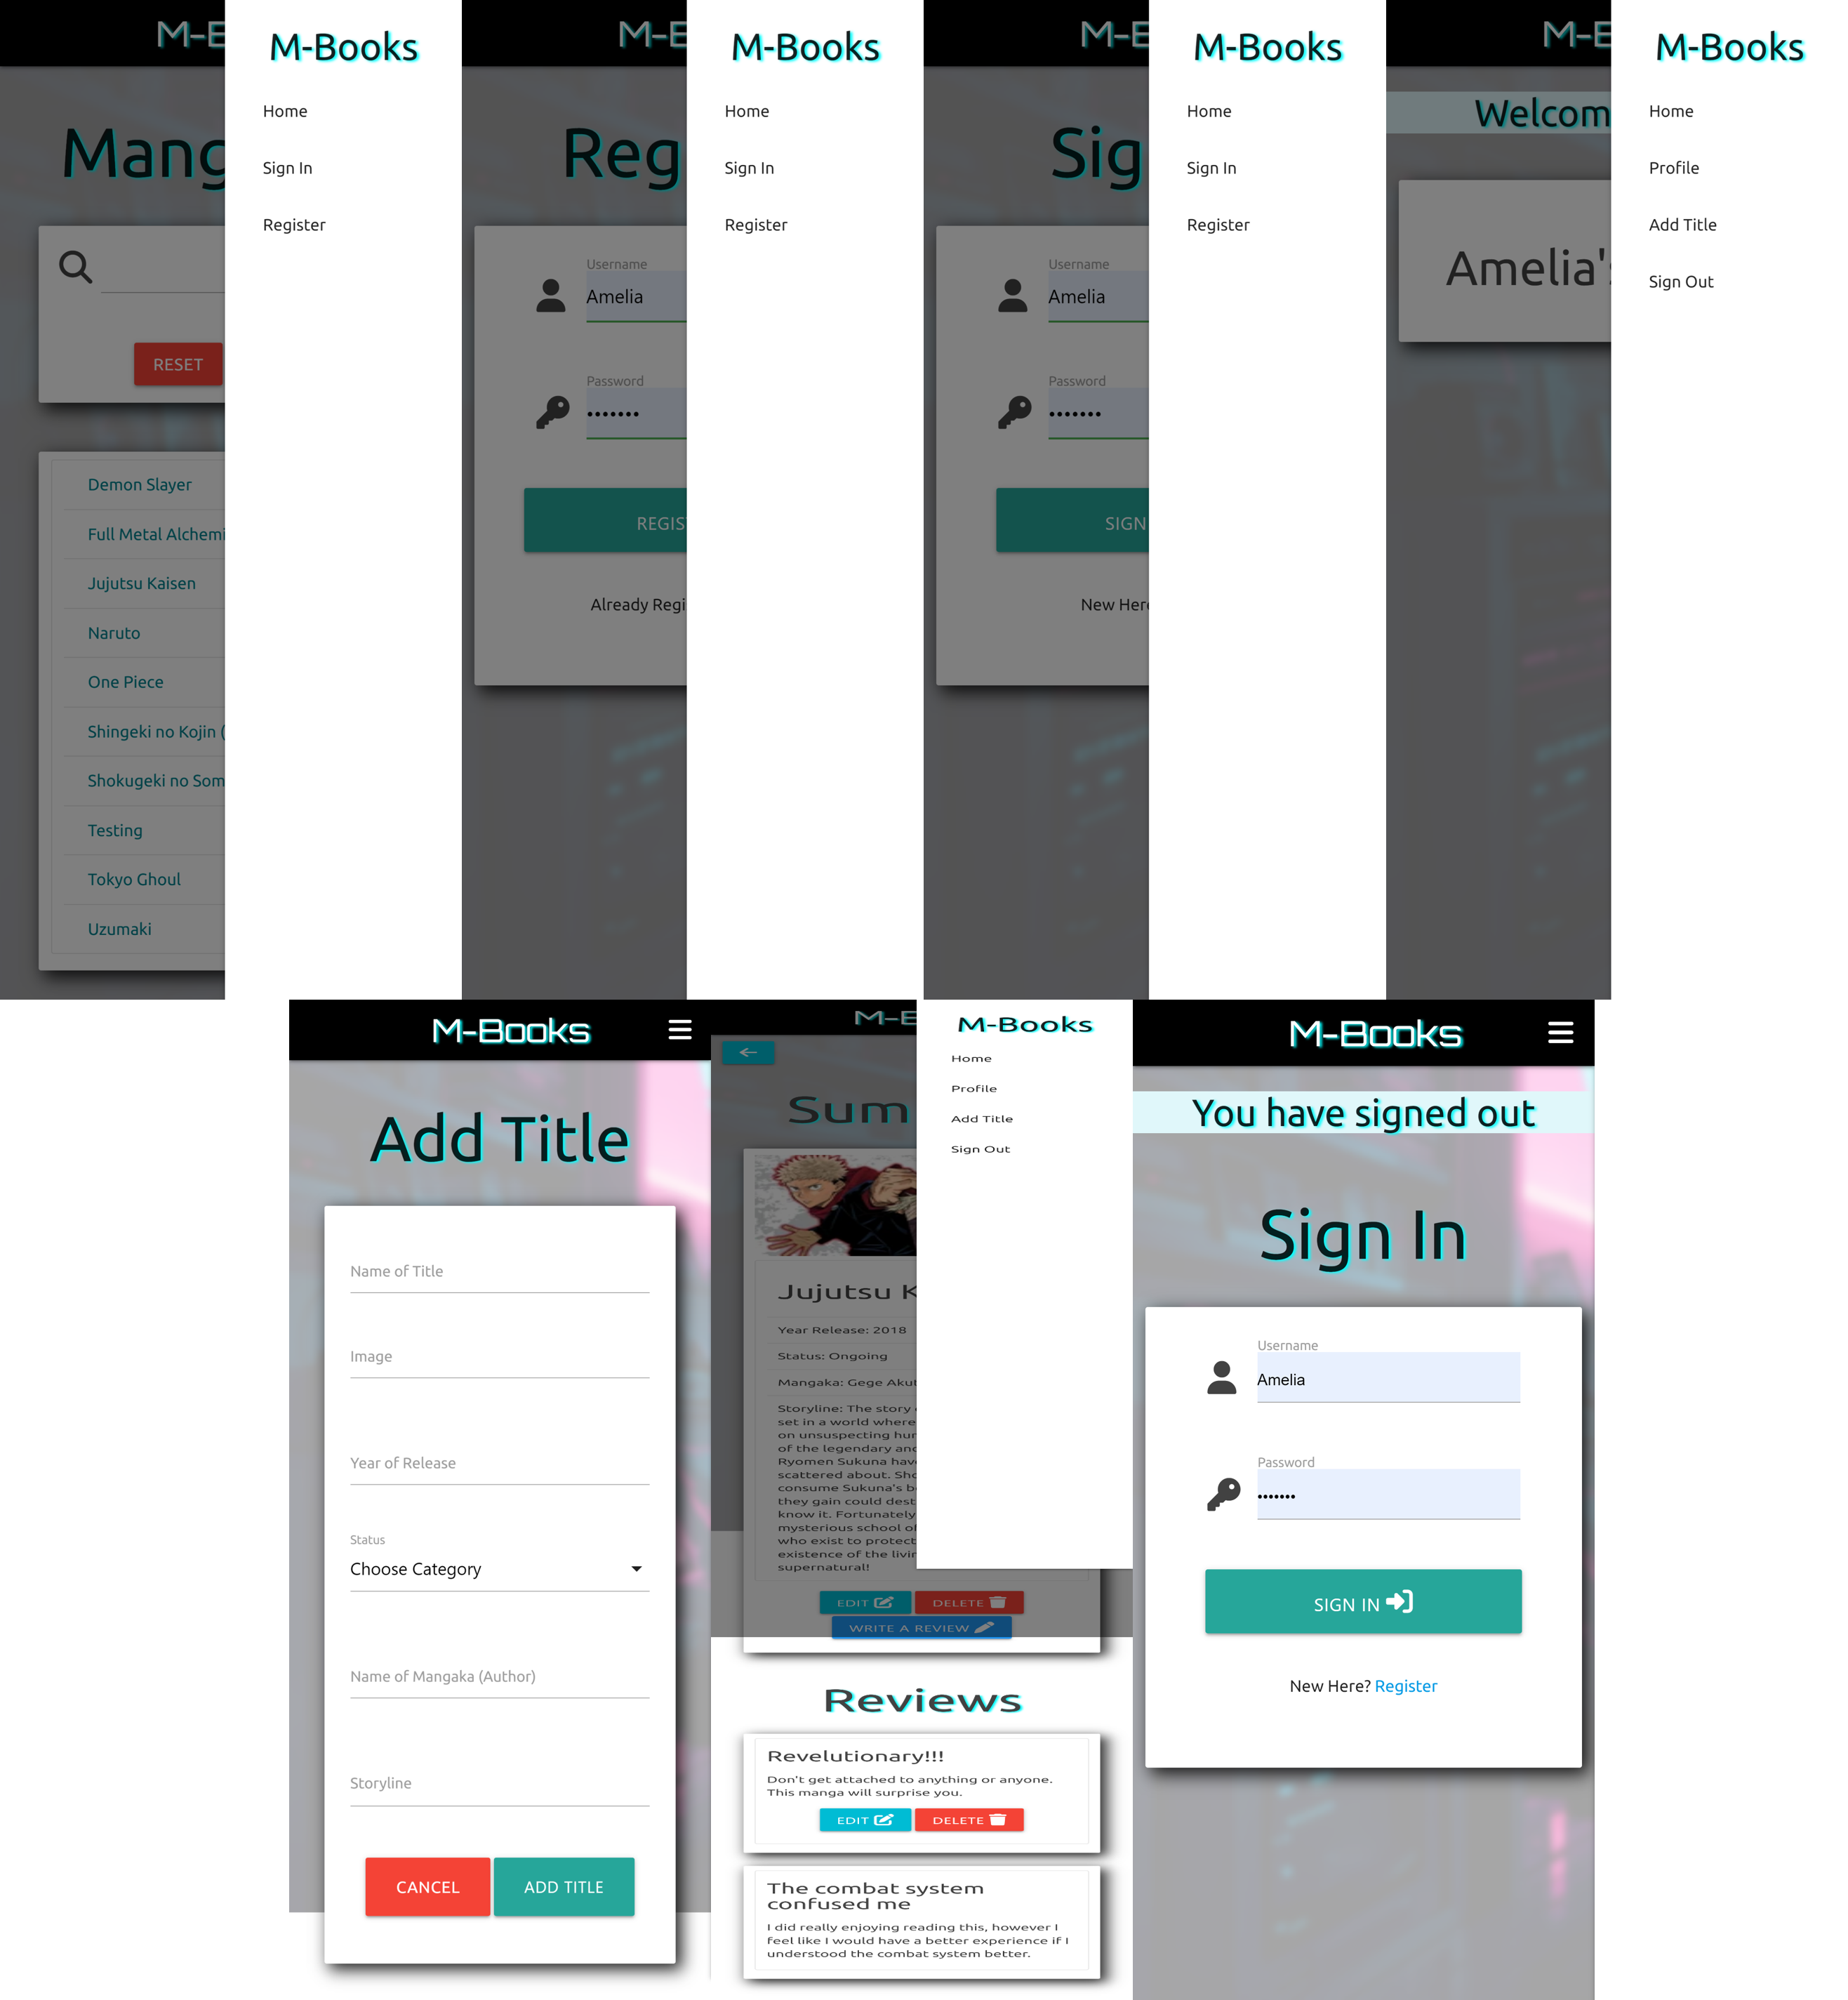 M-B
M-Books
Home
Sign In
Register
Mang
RESET
Demon Slayer
Full Metal Alchemi
Jujutsu Kaisen
Naruto
One Piece
Shingeki no Kojin (
Shokugeki no Som
Testing
Tokyo Ghoul
Uzumaki
M-B
M-Books
Home
Sign In
Register
Reg
Username
Amelia
Password
•••••••
REGIS
Already Regi
M-B
M-Books
Home
Sign In
Register
Sig
Username
Amelia
Password
•••••••
SIGN
New Here
M-B
M-Books
Home
Profile
Add Title
Sign Out
Welcom
Amelia's
M-Books
Add Title
Name of Title
Image
Year of Release
Status
Choose Category
Name of Mangaka (Author)
Storyline
CANCEL
ADD TITLE
M-B
M-Books
Home
Profile
Add Title
Sign Out
Sum
Jujutsu K
Year Release: 2018
Status: Ongoing
Mangaka: Gege Akut
Storyline: The story
set in a world where
on unsuspecting hur
of the legendary and
Ryomen Sukuna hav
scattered about. Sho
consume Sukuna's b
they gain could dest
know it. Fortunately
mysterious school of
who exist to protect
existence of the livin
supernatural!
EDIT
DELETE
WRITE A REVIEW
Reviews
Revelutionary!!!
Don't get attached to anything or anyone.
This manga will surprise you.
EDIT
DELETE
The combat system
confused me
I did really enjoying reading this, however I
feel like I would have a better experience if I
understood the combat system better.
M-Books
You have signed out
Sign In
Username
Amelia
Password
•••••••
SIGN IN
New Here? Register